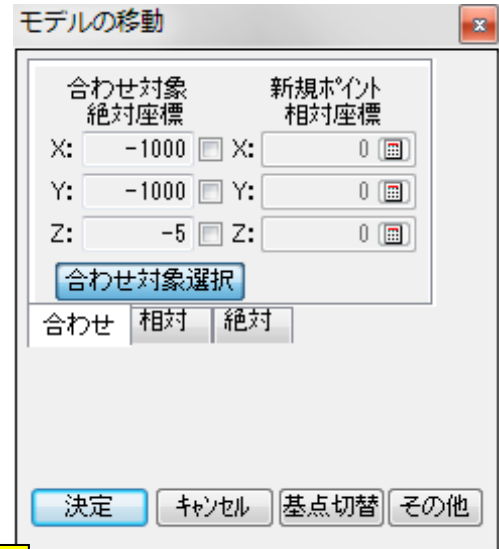 モデルの移動
合わせ対象 新規ﾎﾟｲﾝﾄ
絶対座標 相対座標
X: -1000 X: 0
Y: -1000 Y: 0
Z: -5 Z: 0
合わせ対象選択
合わせ 相対 絶対
決定 ｷｬﾝｾﾙ 基点切替 その他